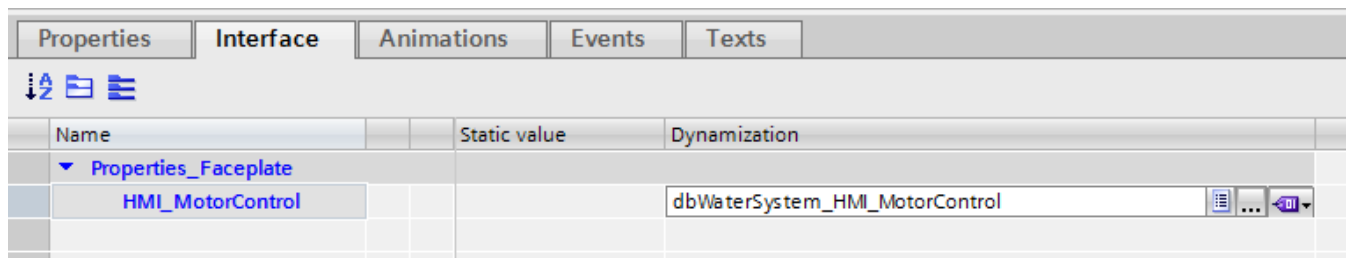 Properties Interface Animations Events Texts
Name Static value Dynamization
Properties_Faceplate
HMI_MotorControl dbWaterSystem_HMI_MotorControl ...